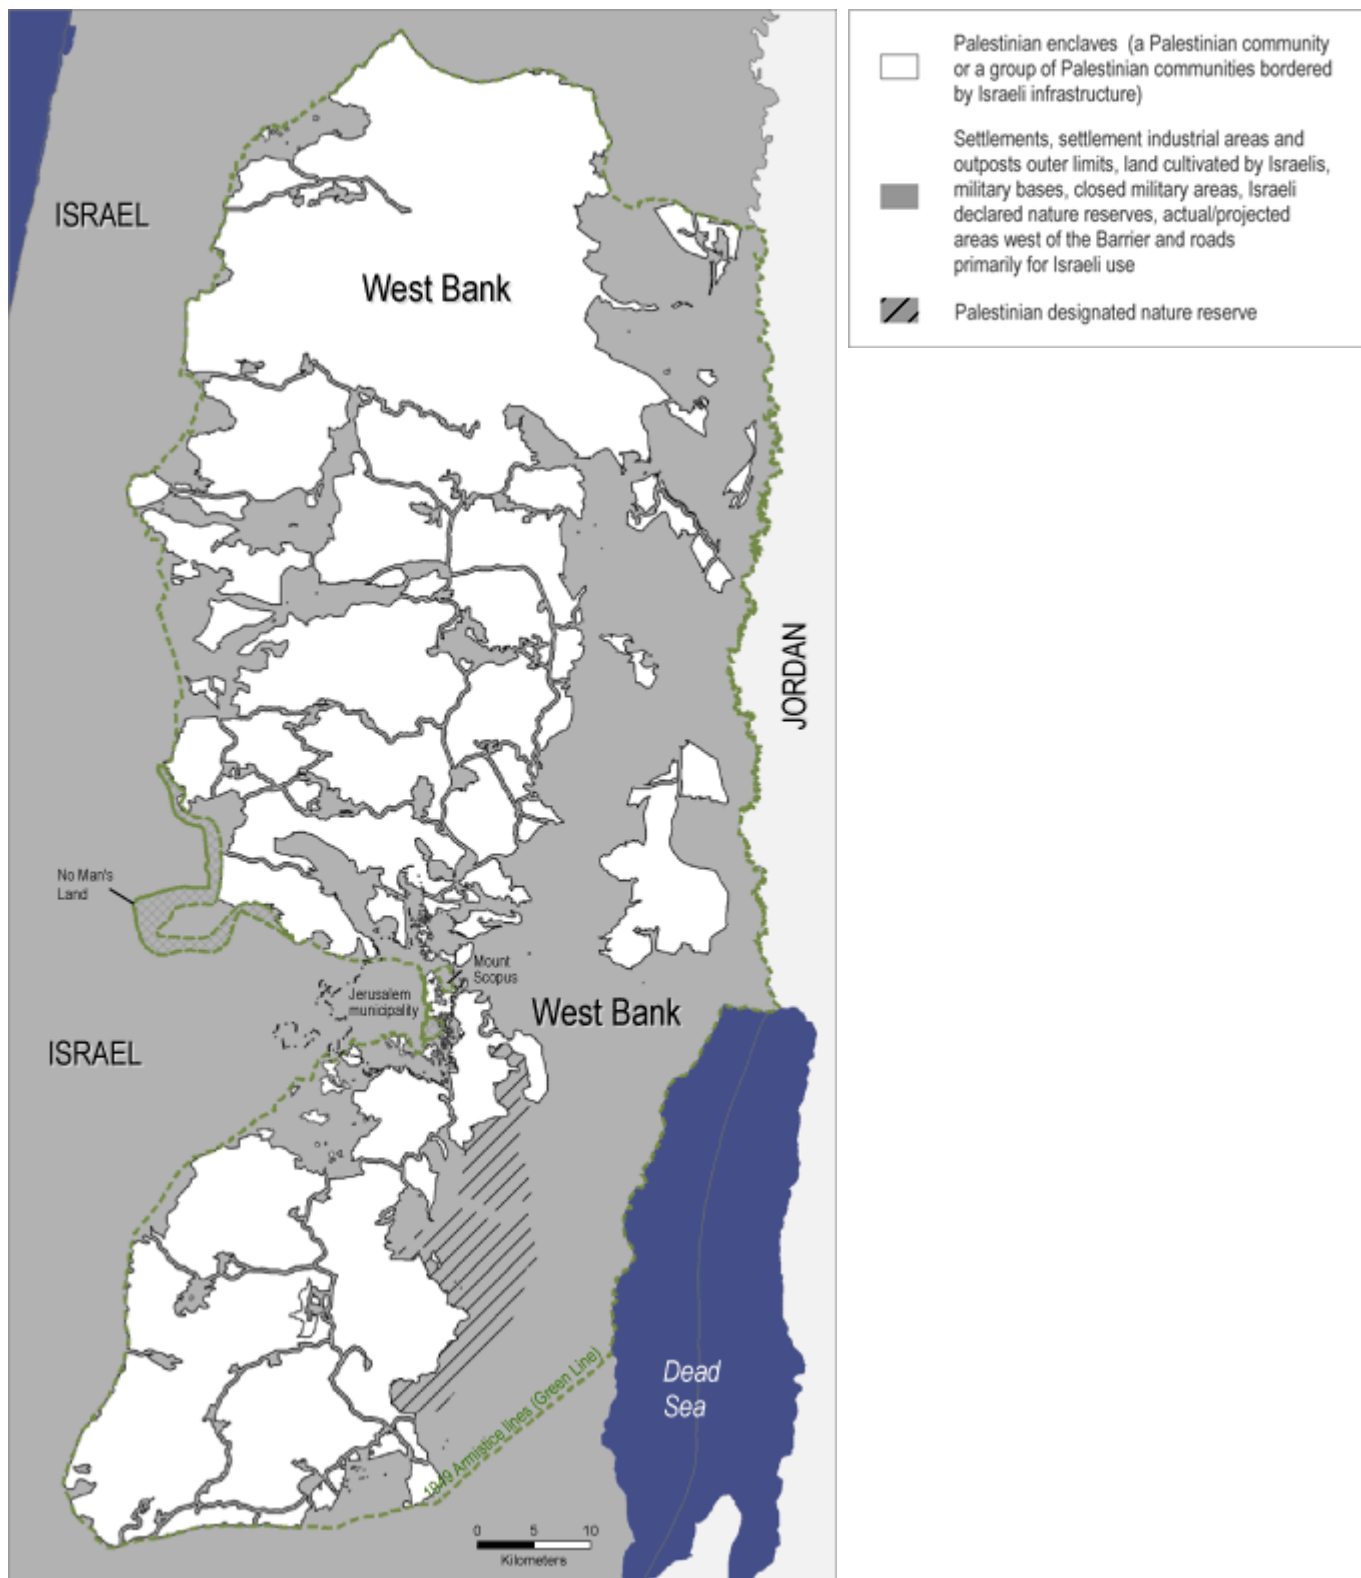 ISRAEL
West Bank
JORDAN
No Man's
Land
Mount
Scopus
Jerusalem
municipality
West Bank
ISRAEL
Dead
Sea
1949 Armistice lines (Green Line)
0 5 10
Kilometers
Palestinian enclaves (a Palestinian community
or a group of Palestinian communities bordered
by Israeli infrastructure)
Settlements, settlement industrial areas and
outposts outer limits, land cultivated by Israelis,
military bases, closed military areas, Israeli
declared nature reserves, actual/projected
areas west of the Barrier and roads
primarily for Israeli use
Palestinian designated nature reserve